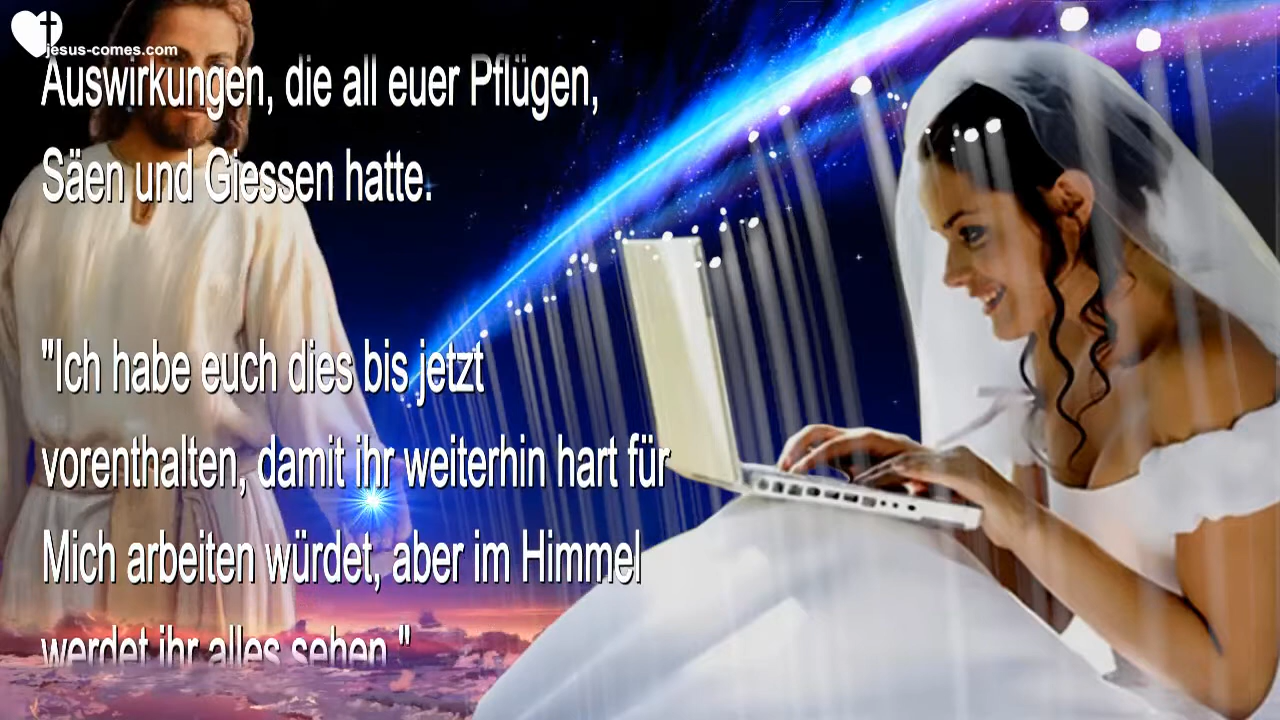 jesus-comes.com
Auswirkungen, die all euer Pflügen,
Säen und Giessen hatte.
"Ich habe euch dies bis jetzt
vorenthalten, damit ihr weiterhin hart für
Mich arbeiten würdet, aber im Himmel
werdet ihr alles sehen."